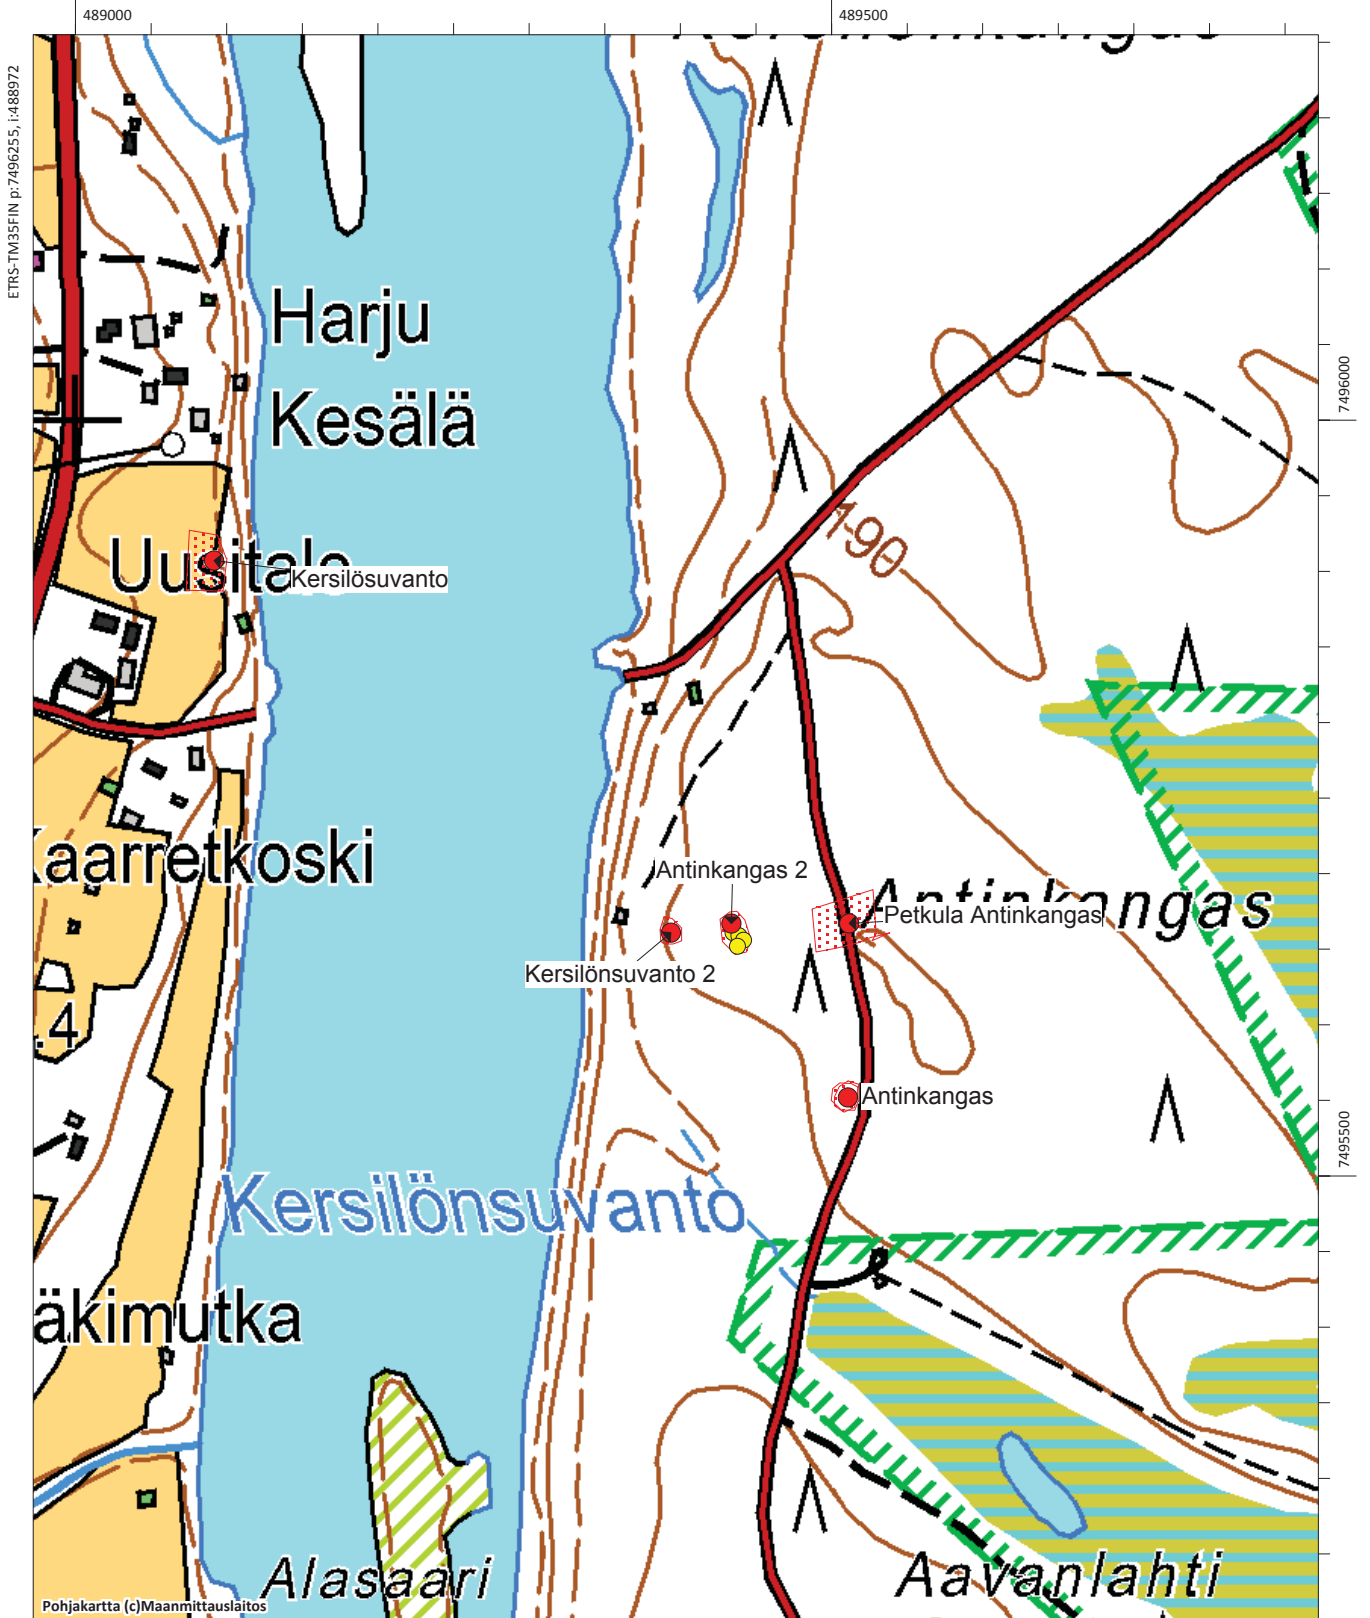 489000
489500
ETRS-TM35FIN p:7496255, i:488972
Harju
7496000
Kesälä
190
Kersilösuvanto
Kaarretkoski
Antinkangas 2
Antinkangas
Petkula Antinkangas
Kersilönsuvanto 2
.4
Antinkangas
7495500
Kersilönsuvanto
äkimutka
Alasaari
Aavanlahti
Pohjakartta (c)Maanmittauslaitos